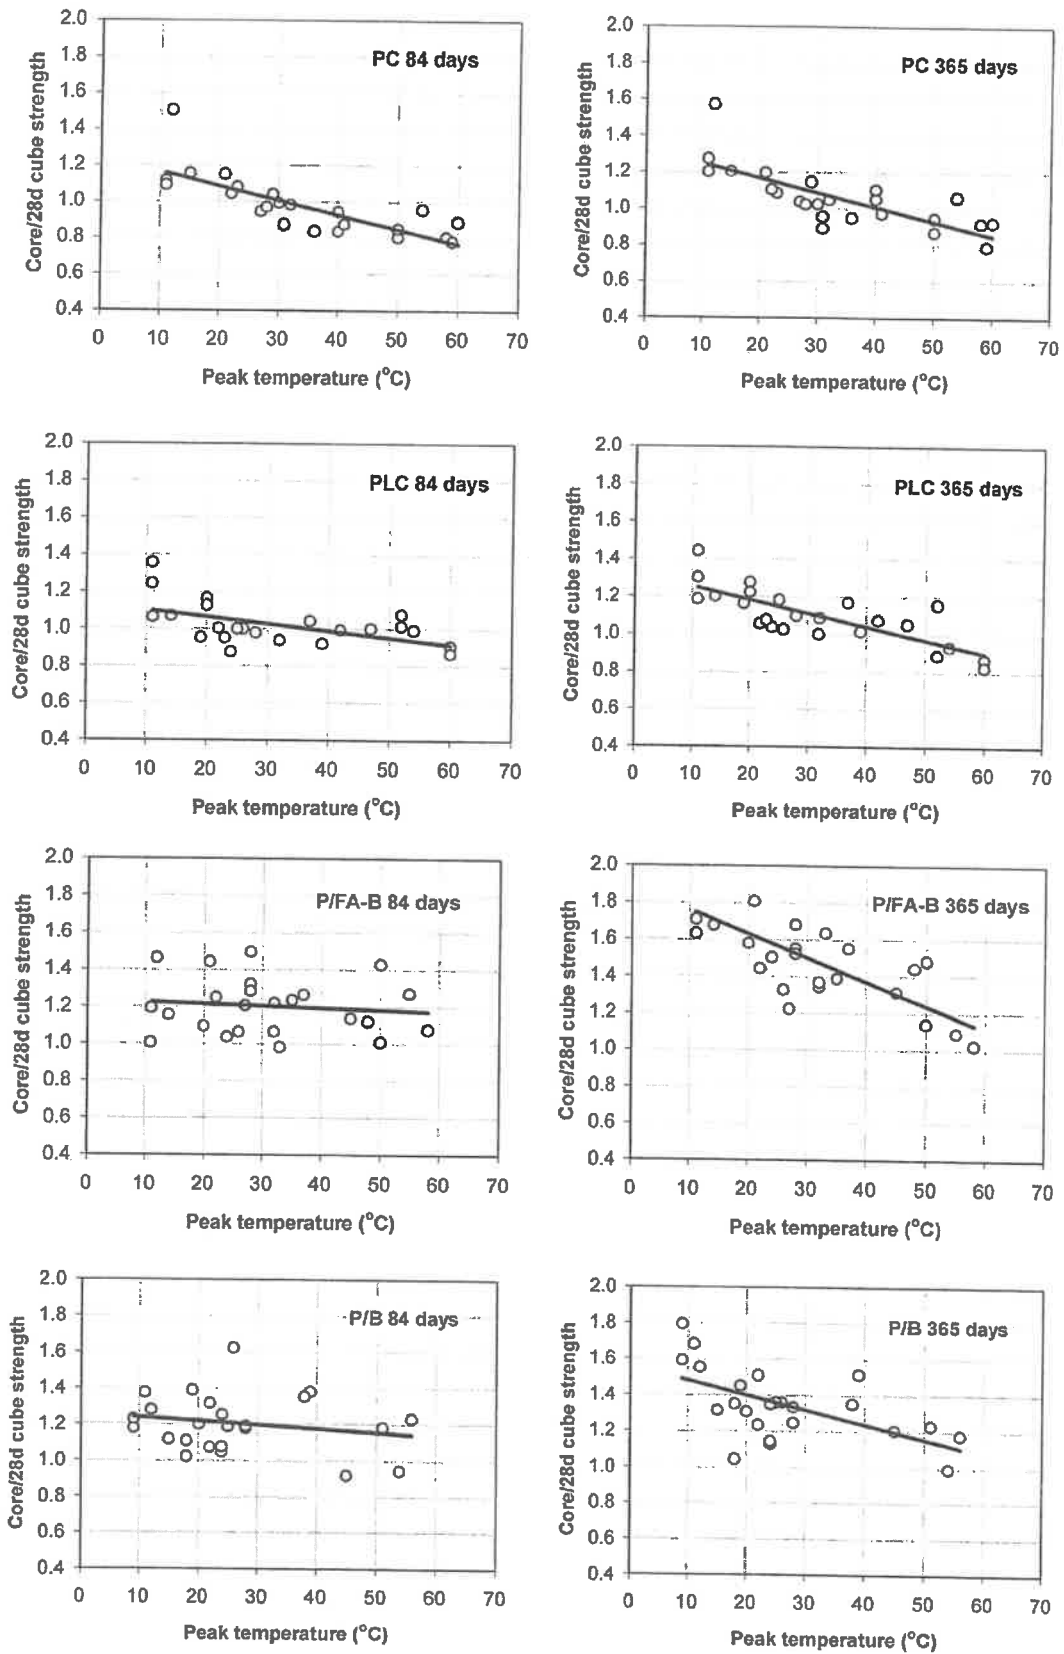 PC 84 days
Core/28d cube strength
2.0
1.8
1.6
1.4
1.2
1.0
0.8
0.6
0.4
0 10 20 30 40 50 60 70
Peak temperature (°C)
PC 365 days
Core/28d cube strength
2.0
1.8
1.6
1.4
1.2
1.0
0.8
0.6
0.4
0 10 20 30 40 50 60 70
Peak temperature (°C)
PLC 84 days
Core/28d cube strength
2.0
1.8
1.6
1.4
1.2
1.0
0.8
0.6
0.4
0 10 20 30 40 50 60 70
Peak temperature (°C)
PLC 365 days
Core/28d cube strength
2.0
1.8
1.6
1.4
1.2
1.0
0.8
0.6
0.4
0 10 20 30 40 50 60 70
Peak temperature (°C)
P/FA-B 84 days
Core/28d cube strength
2.0
1.8
1.6
1.4
1.2
1.0
0.8
0.6
0.4
0 10 20 30 40 50 60 70
Peak temperature (°C)
P/FA-B 365 days
Core/28d cube strength
2.0
1.8
1.6
1.4
1.2
1.0
0.8
0.6
0.4
0 10 20 30 40 50 60 70
Peak temperature (°C)
P/B 84 days
Core/28d cube strength
2.0
1.8
1.6
1.4
1.2
1.0
0.8
0.6
0.4
0 10 20 30 40 50 60 70
Peak temperature (°C)
P/B 365 days
Core/28d cube strength
2.0
1.8
1.6
1.4
1.2
1.0
0.8
0.6
0.4
0 10 20 30 40 50 60 70
Peak temperature (°C)